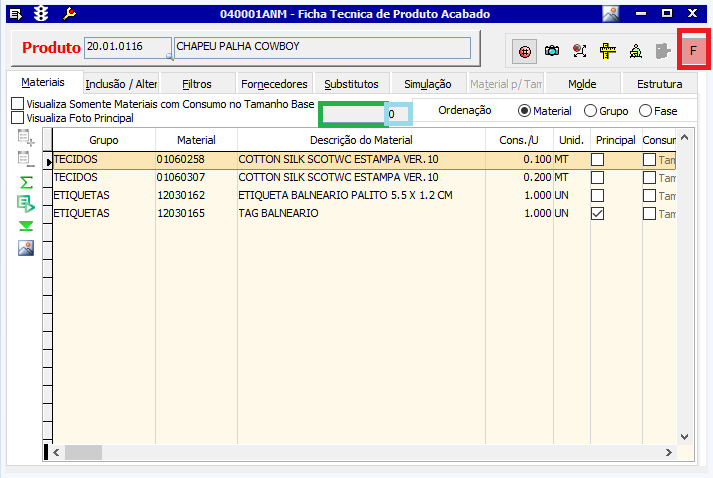 040001ANM - Ficha Tecnica de Produto Acabado
Produto 20.01.0116 CHAPEU PALHA COWBOY F
Materiais Inclusão / Alter Filtros Fornecedores Substitutos Simulação Material p/ Tam Molde Estrutura
Visualiza Somente Materiais com Consumo no Tamanho Base
Visualiza Foto Principal
0 Ordenação Material Grupo Fase
Grupo Material Descrição do Material Cons./U Unid. Principal Consum
TECIDOS 01060258 COTTON SILK SCOTWC ESTAMPA VER.10 0.100 MT Tam
TECIDOS 01060307 COTTON SILK SCOTWC ESTAMPA VER.10 0.200 MT Tam
ETIQUETAS 12030162 ETIQUETA BALNEARIO PALITO 5.5 X 1.2 CM 1.000 UN Tam
ETIQUETAS 12030165 TAG BALNEARIO 1.000 UN Tam